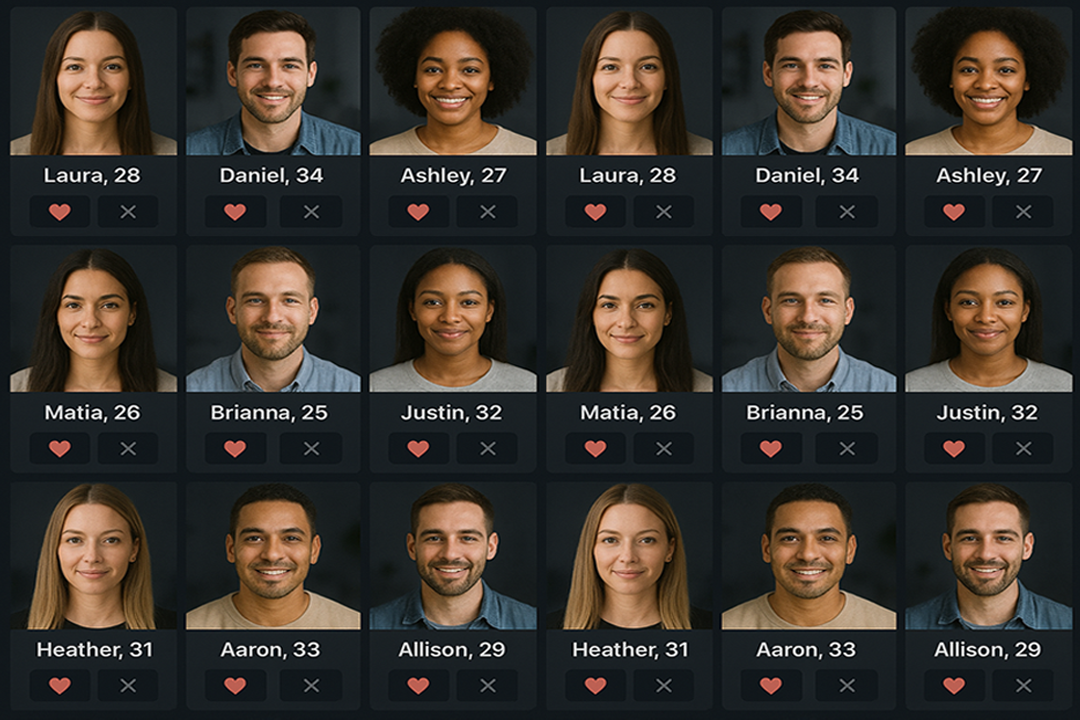 Laura, 28 Daniel, 34 Ashley, 27 Laura, 28 Daniel, 34 Ashley, 27
Matia, 26 Brianna, 25 Justin, 32 Matia, 26 Brianna, 25 Justin, 32
Heather, 31 Aaron, 33 Allison, 29 Heather, 31 Aaron, 33 Allison, 29